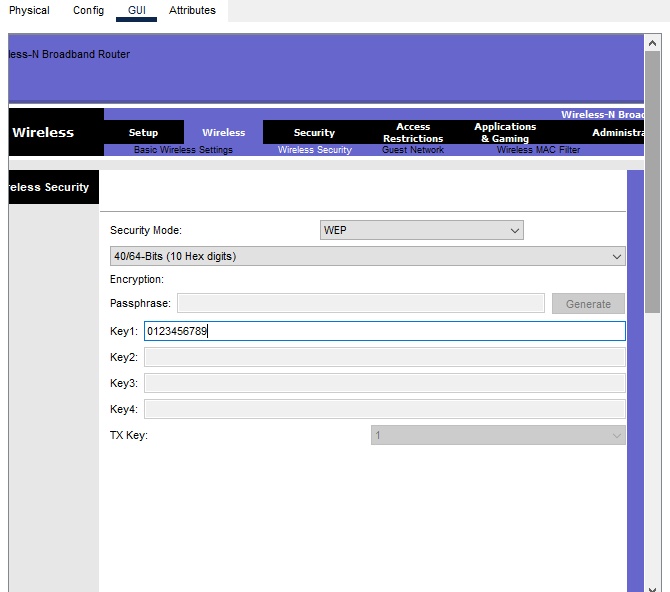 Physical Config GUI Attributes
less-N Broadband Router
Wireless-N Broad
Wireless Setup Wireless Security Access Restrictions Applications & Gaming Administra
Basic Wireless Settings Wireless Security Guest Network Wireless MAC Filter
reless Security
Security Mode: WEP
40/64-Bits (10 Hex digits)
Encryption:
Passphrase: Generate
Key1: 0123456789
Key2:
Key3:
Key4:
TX Key: 1